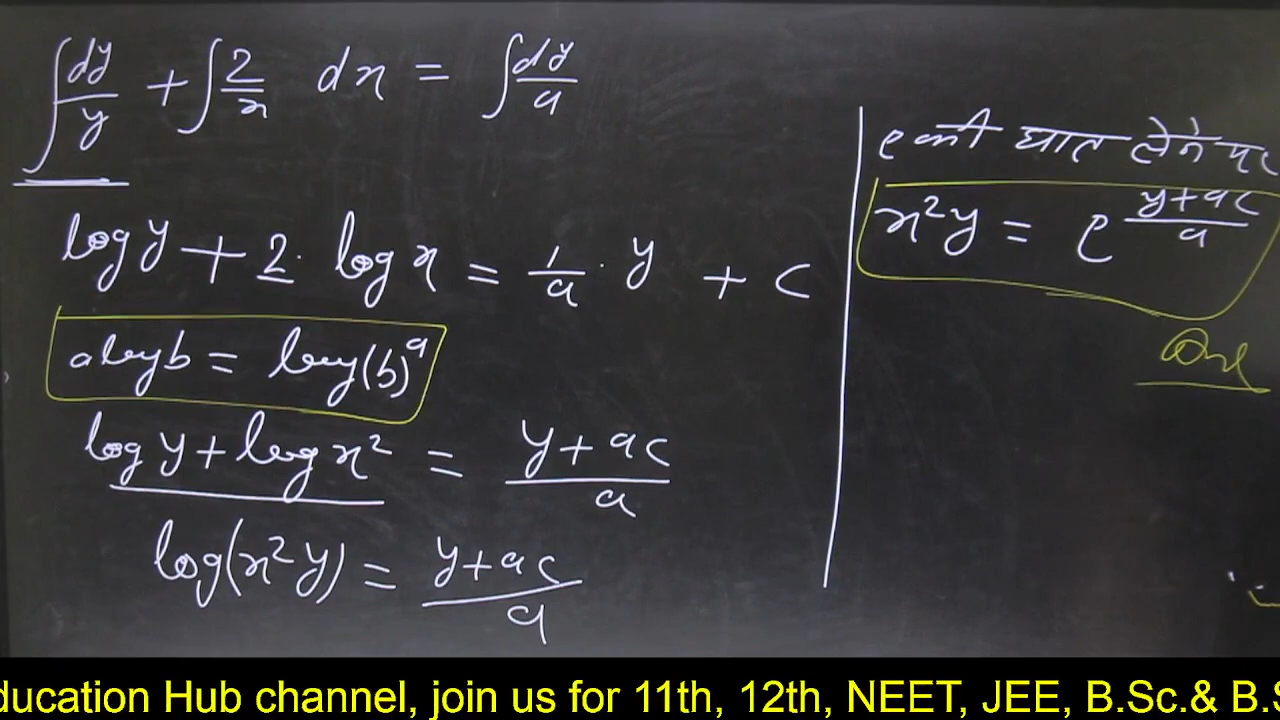 ∫dy/y + ∫2/x dx = ∫dy/a
log y + 2· log x = 1/a · y + c
a log b = log(b)ᵃ
log y + log x² = (y+ac)/a
log(x²y) = (y+ac)/a
e की घात लेने पर
x²y = e^((y+ac)/a)
Ans
ducation Hub channel, join us for 11th, 12th, NEET, JEE, B.Sc.& B.S